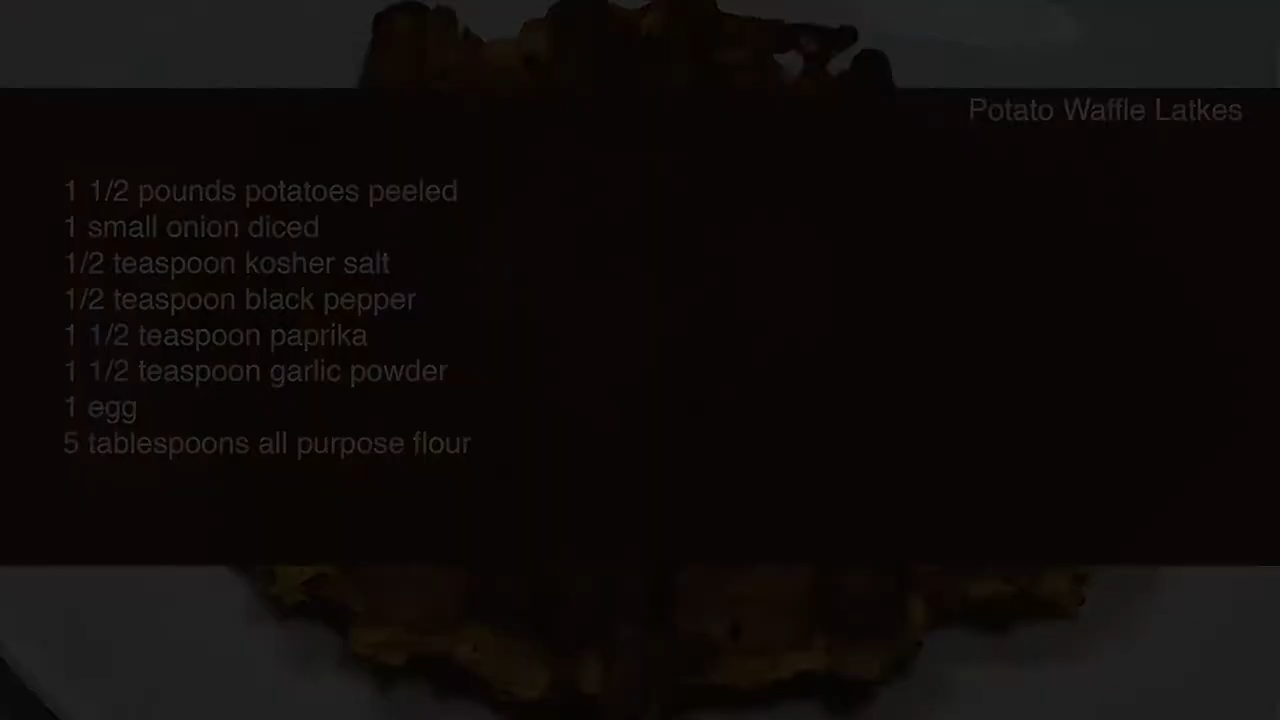 Potato Waffle Latkes
1 1/2 pounds potatoes peeled
1 small onion diced
1/2 teaspoon kosher salt
1/2 teaspoon black pepper
1 1/2 teaspoon paprika
1 1/2 teaspoon garlic powder
1 egg
5 tablespoons all purpose flour